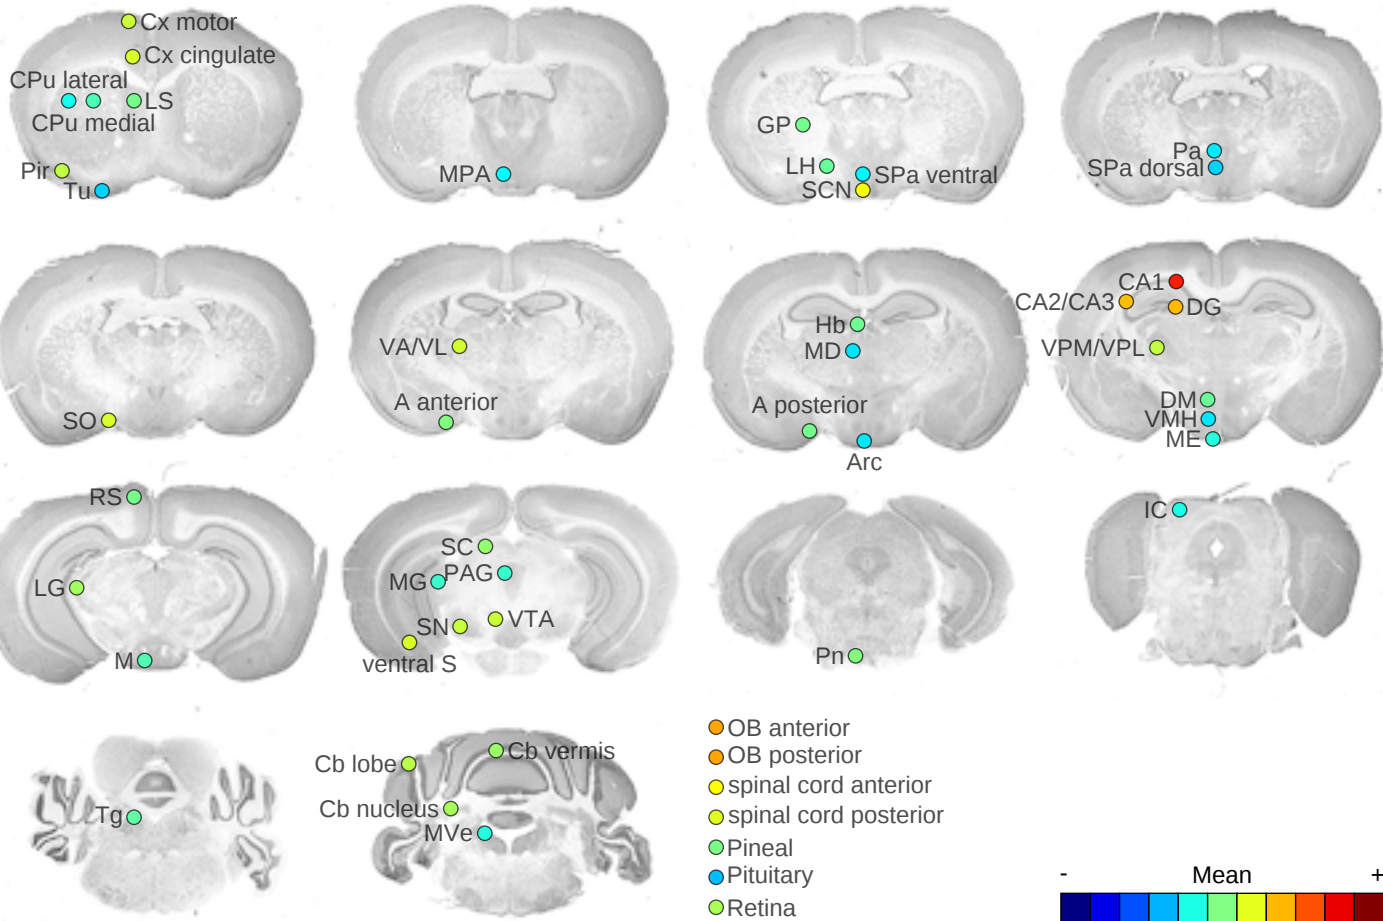 Cx motor
Cx cingulate
CPu lateral
LS
CPu medial
Pir
Tu
MPA
GP
LH
SPa ventral
SCN
Pa
SPa dorsal
SO
VA/VL
A anterior
Hb
MD
A posterior
Arc
CA1
CA2/CA3
DG
VPM/VPL
DM
VMH
ME
RS
LG
M
SC
MG
PAG
SN
VTA
ventral S
Pn
IC
Tg
Cb lobe
Cb vermis
Cb nucleus
MVe
OB anterior
OB posterior
spinal cord anterior
spinal cord posterior
Pineal
Pituitary
Retina
- Mean +